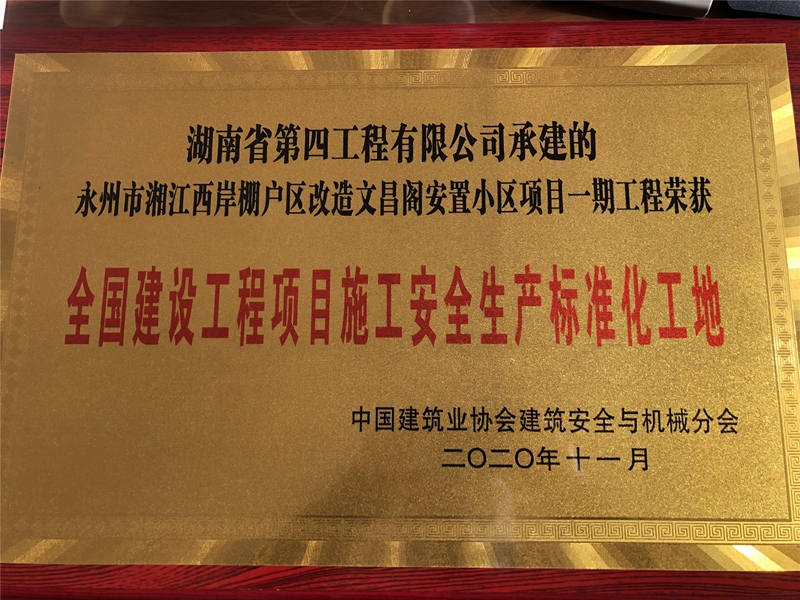 湖南省第四工程有限公司承建的
永州市湘江西岸棚户区改造文昌阁安置小区项目一期工程荣获
全国建设工程项目施工安全生产标准化工地
中国建筑业协会建筑安全与机械分会
二〇二〇年十一月